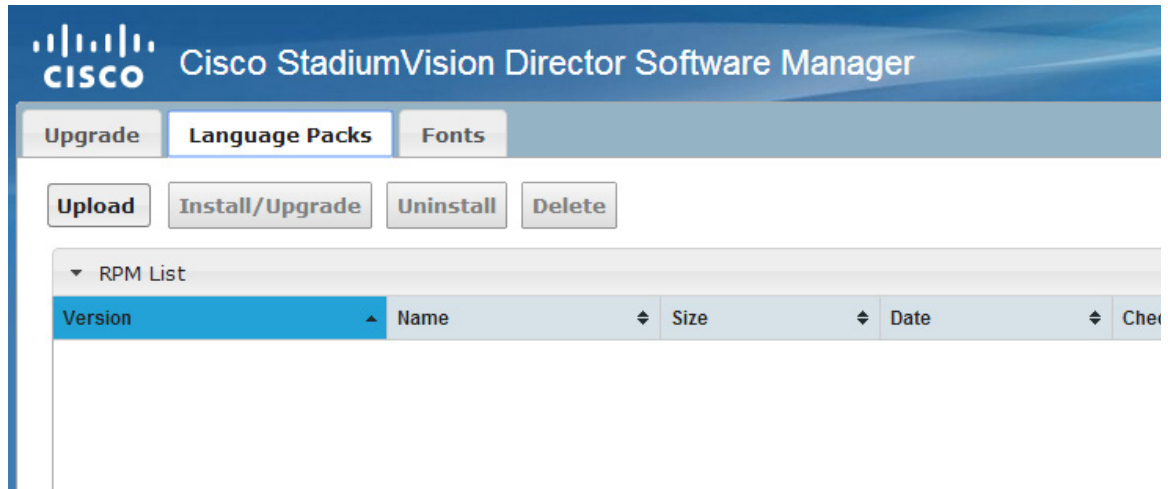 CISCO Cisco StadiumVision Director Software Manager
Upgrade Language Packs Fonts
Upload Install/Upgrade Uninstall Delete
RPM List
Version Name Size Date